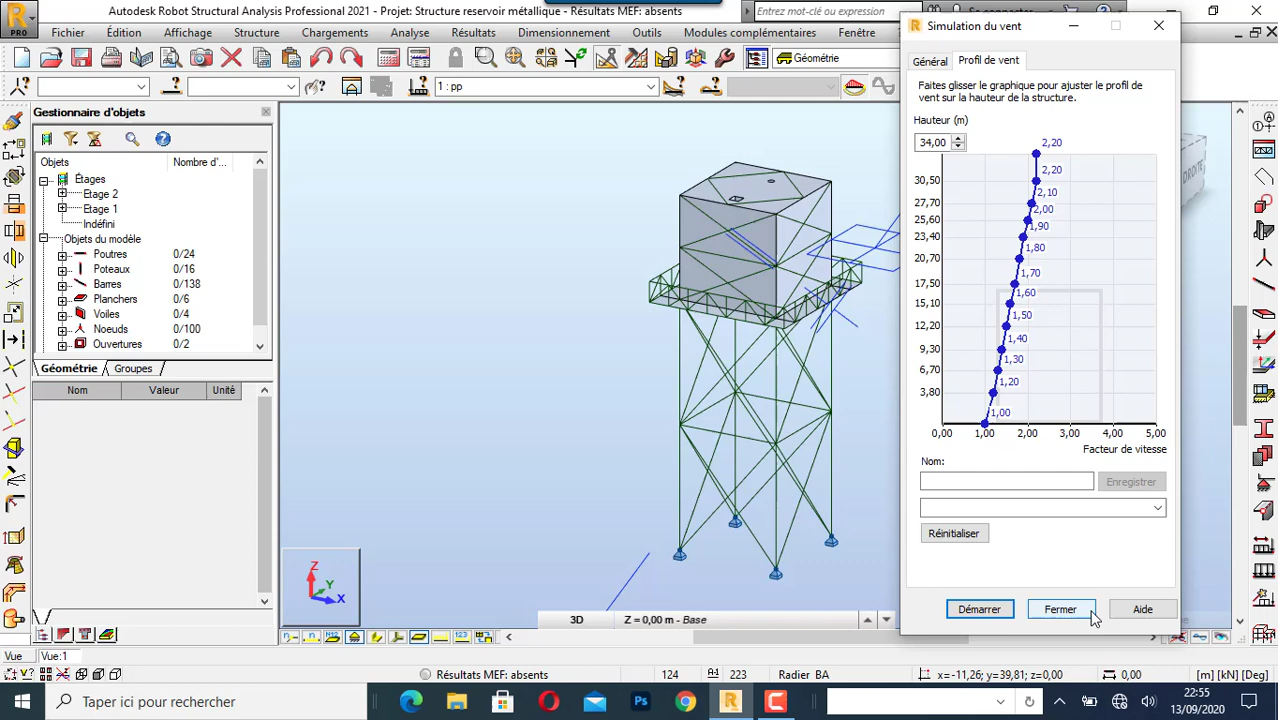 PRO
Autodesk Robot Structural Analysis Professional 2021 - Projet: Structure reservoir métallique - Résultats MEF: absents
Entrez mot-clé ou expression
Fichier Édition Affichage Structure Chargements Analyse Résultats Dimensionnement Outils Modules complémentaires Fenêtre
Géométrie
1 : pp
Gestionnaire d'objets
Objets Nombre d'...
Étages
Etage 2
Etage 1
Indéfini
Objets du modèle
Poutres 0/24
Poteaux 0/16
Barres 0/138
Planchers 0/6
Voiles 0/4
Noeuds 0/100
Ouvertures 0/2
Géométrie Groupes
Nom Valeur Unité
Z
Y
X
DROITE
3D Z = 0,00 m - Base
Simulation du vent
Général Profil de vent
Faites glisser le graphique pour ajuster le profil de
vent sur la hauteur de la structure.
Hauteur (m)
34,00
2,20
30,50 2,20
27,70 2,10
25,60 2,00
23,40 1,90
20,70 1,80
17,50 1,70
15,10 1,60
12,20 1,50
9,30 1,40
6,70 1,30
3,80 1,20
1,00
0,00 1,00 2,00 3,00 4,00 5,00
Facteur de vitesse
Nom:
Enregistrer
Réinitialiser
Démarrer Fermer Aide
Vue Vue:1
Résultats MEF: absents 124 223 Radier BA x=-11,26; y=39,81; z=0,00 0,00 [m] [kN] [Deg]
Taper ici pour rechercher
Ps
22:55
13/09/2020